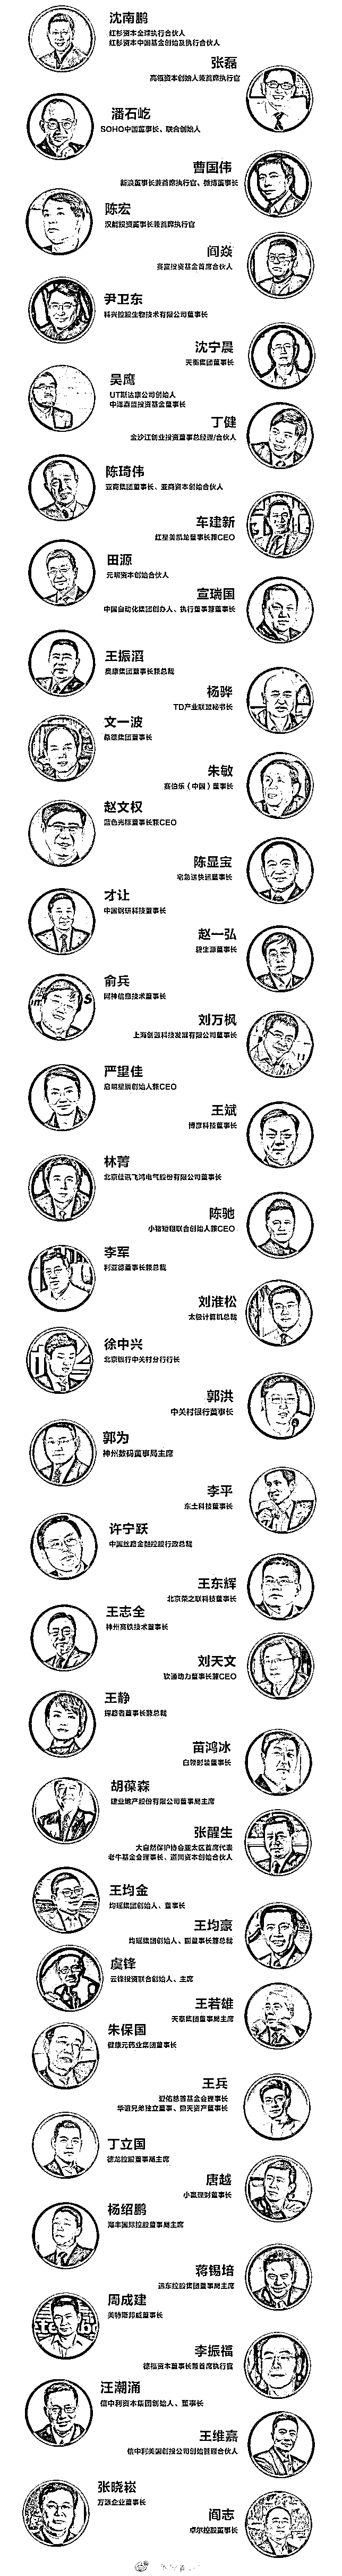 沈南鹏
红杉资本全球执行合伙人
红杉资本中国基金创始及执行合伙人
张磊
高瓴资本创始人兼首席执行官
潘石屹
SOHO中国董事长、联合创始人
曹国伟
新浪董事长兼首席执行官、微博董事长
陈宏
汉能投资董事长兼首席执行官
阎焱
赛富投资基金首席合伙人
尹卫东
科兴控股生物技术有限公司董事长
沈宁晨
天衡集团董事长
吴鹰
UT斯达康公司创始人
中泽嘉盟投资基金董事长
丁健
金沙江创业投资董事总经理/合伙人
陈琦伟
亚商集团董事长、亚商资本创始合伙人
车建新
红星美凯龙董事长兼CEO
田源
元明资本创始合伙人
宣瑞国
中国自动化集团创办人、执行董事兼董事长
王振滔
奥康集团董事长兼总裁
杨骅
TD产业联盟秘书长
文一波
桑德集团董事长
朱敏
赛伯乐（中国）董事长
赵文权
蓝色光标董事长兼CEO
陈显宝
宅急送快运董事长
才让
中国钢研科技董事长
赵一弘
碧生源董事长
俞兵
阿神信息技术董事长
刘万枫
上海创远科技发展有限公司董事长
严望佳
启明星辰创始人兼CEO
王斌
博彦科技董事长
林菁
北京佳讯飞鸿电气股份有限公司董事长
陈驰
小猪短租联合创始人兼CEO
李军
利亚德董事长兼总裁
刘淮松
太极计算机总裁
徐中兴
北京银行中关村分行行长
郭洪
中关村银行董事长
郭为
神州数码董事局主席
李平
东土科技董事长
许宁跃
中国丝路金融控股行政总裁
王东辉
北京荣之联科技董事长
王志全
神州高铁技术董事长
刘天文
软通动力董事长兼CEO
王静
探路者董事长兼总裁
苗鸿冰
白领时装董事长
胡葆森
建业地产股份有限公司董事局主席
张醒生
大自然保护协会亚太区首席代表
老牛基金会理事长、道同资本创始合伙人
王均金
均瑶集团创始人、董事长
王均豪
均瑶集团创始人、副董事长兼总裁
虞锋
云锋投资联合创始人、主席
王若雄
天泰集团董事局主席
朱保国
健康元药业集团董事长
王兵
爱佑慈善基金会理事长
华谊兄弟独立董事、鼎天资产董事长
丁立国
德龙控股董事局主席
唐越
小赢理财董事长
杨绍鹏
海丰国际控股董事局主席
蒋锡培
远东控股集团董事局主席
周成建
美特斯邦威董事长
李振福
德福资本董事长兼首席执行官
汪潮涌
信中利资本集团创始人、董事长
王维嘉
信中利美国创投公司创始管理合伙人
张晓崧
万源企业董事长
阎志
卓尔控股董事长